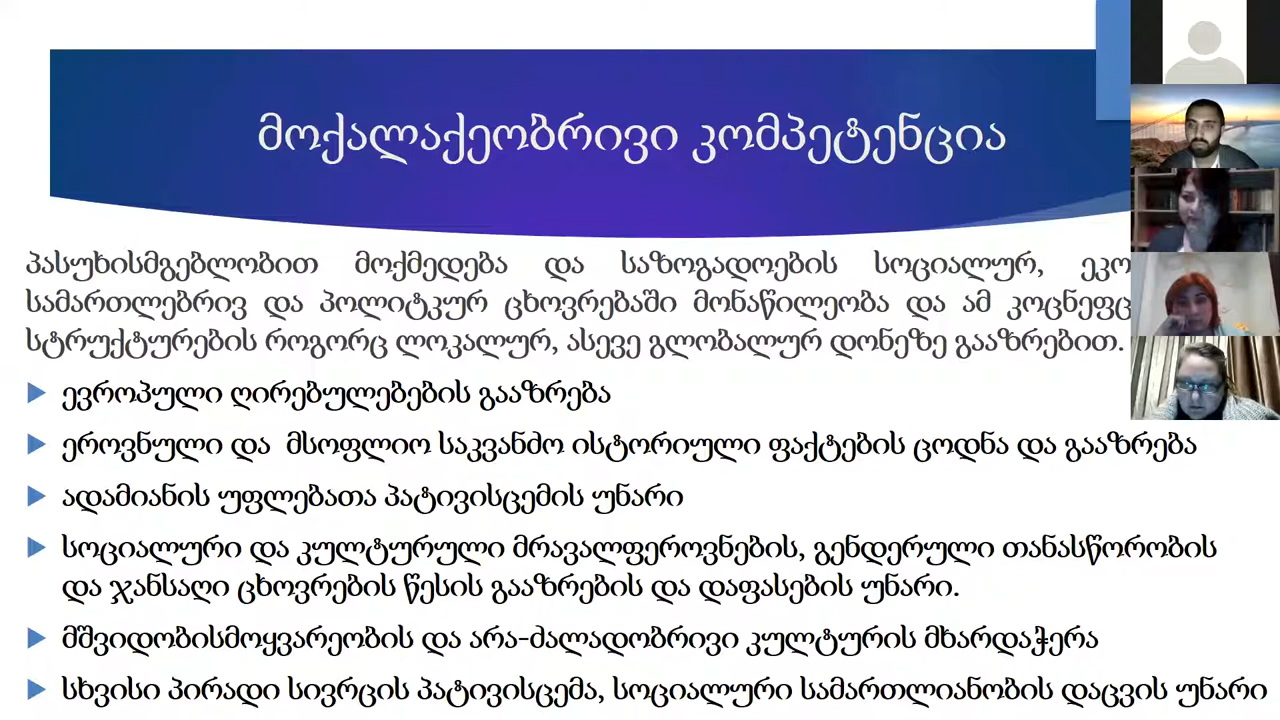 მოქალაქეობრივი კომპეტენცია
პასუხისმგებლობით მოქმედება და საზოგადოების სოციალურ,
სამართლებრივ და პოლიტკურ ცხოვრებაში მონაწილეობა და ამ
სტრუქტურების როგორც ლოკალურ, ასევე გლობალურ დონეზე გააზრებით.
ევროპული ღირებულებების გააზრება
ეროვნული და მსოფლიო საკვანძო ისტორიული ფაქტების ცოდნა და გააზრება
ადამიანის უფლებათა პატივისცემის უნარი
სოციალური და კულტურული მრავალფეროვნების, გენდერული თანასწორობის
და ჯანსაღი ცხოვრების წესის გააზრების და დაფასების უნარი.
მშვიდობისმოყვარეობის და არა-ძალადობრივი კულტურის მხარდაჭერა
სხვისი პირადი სივრცის პატივისცემა, სოციალური სამართლიანობის დაცვის უნარი